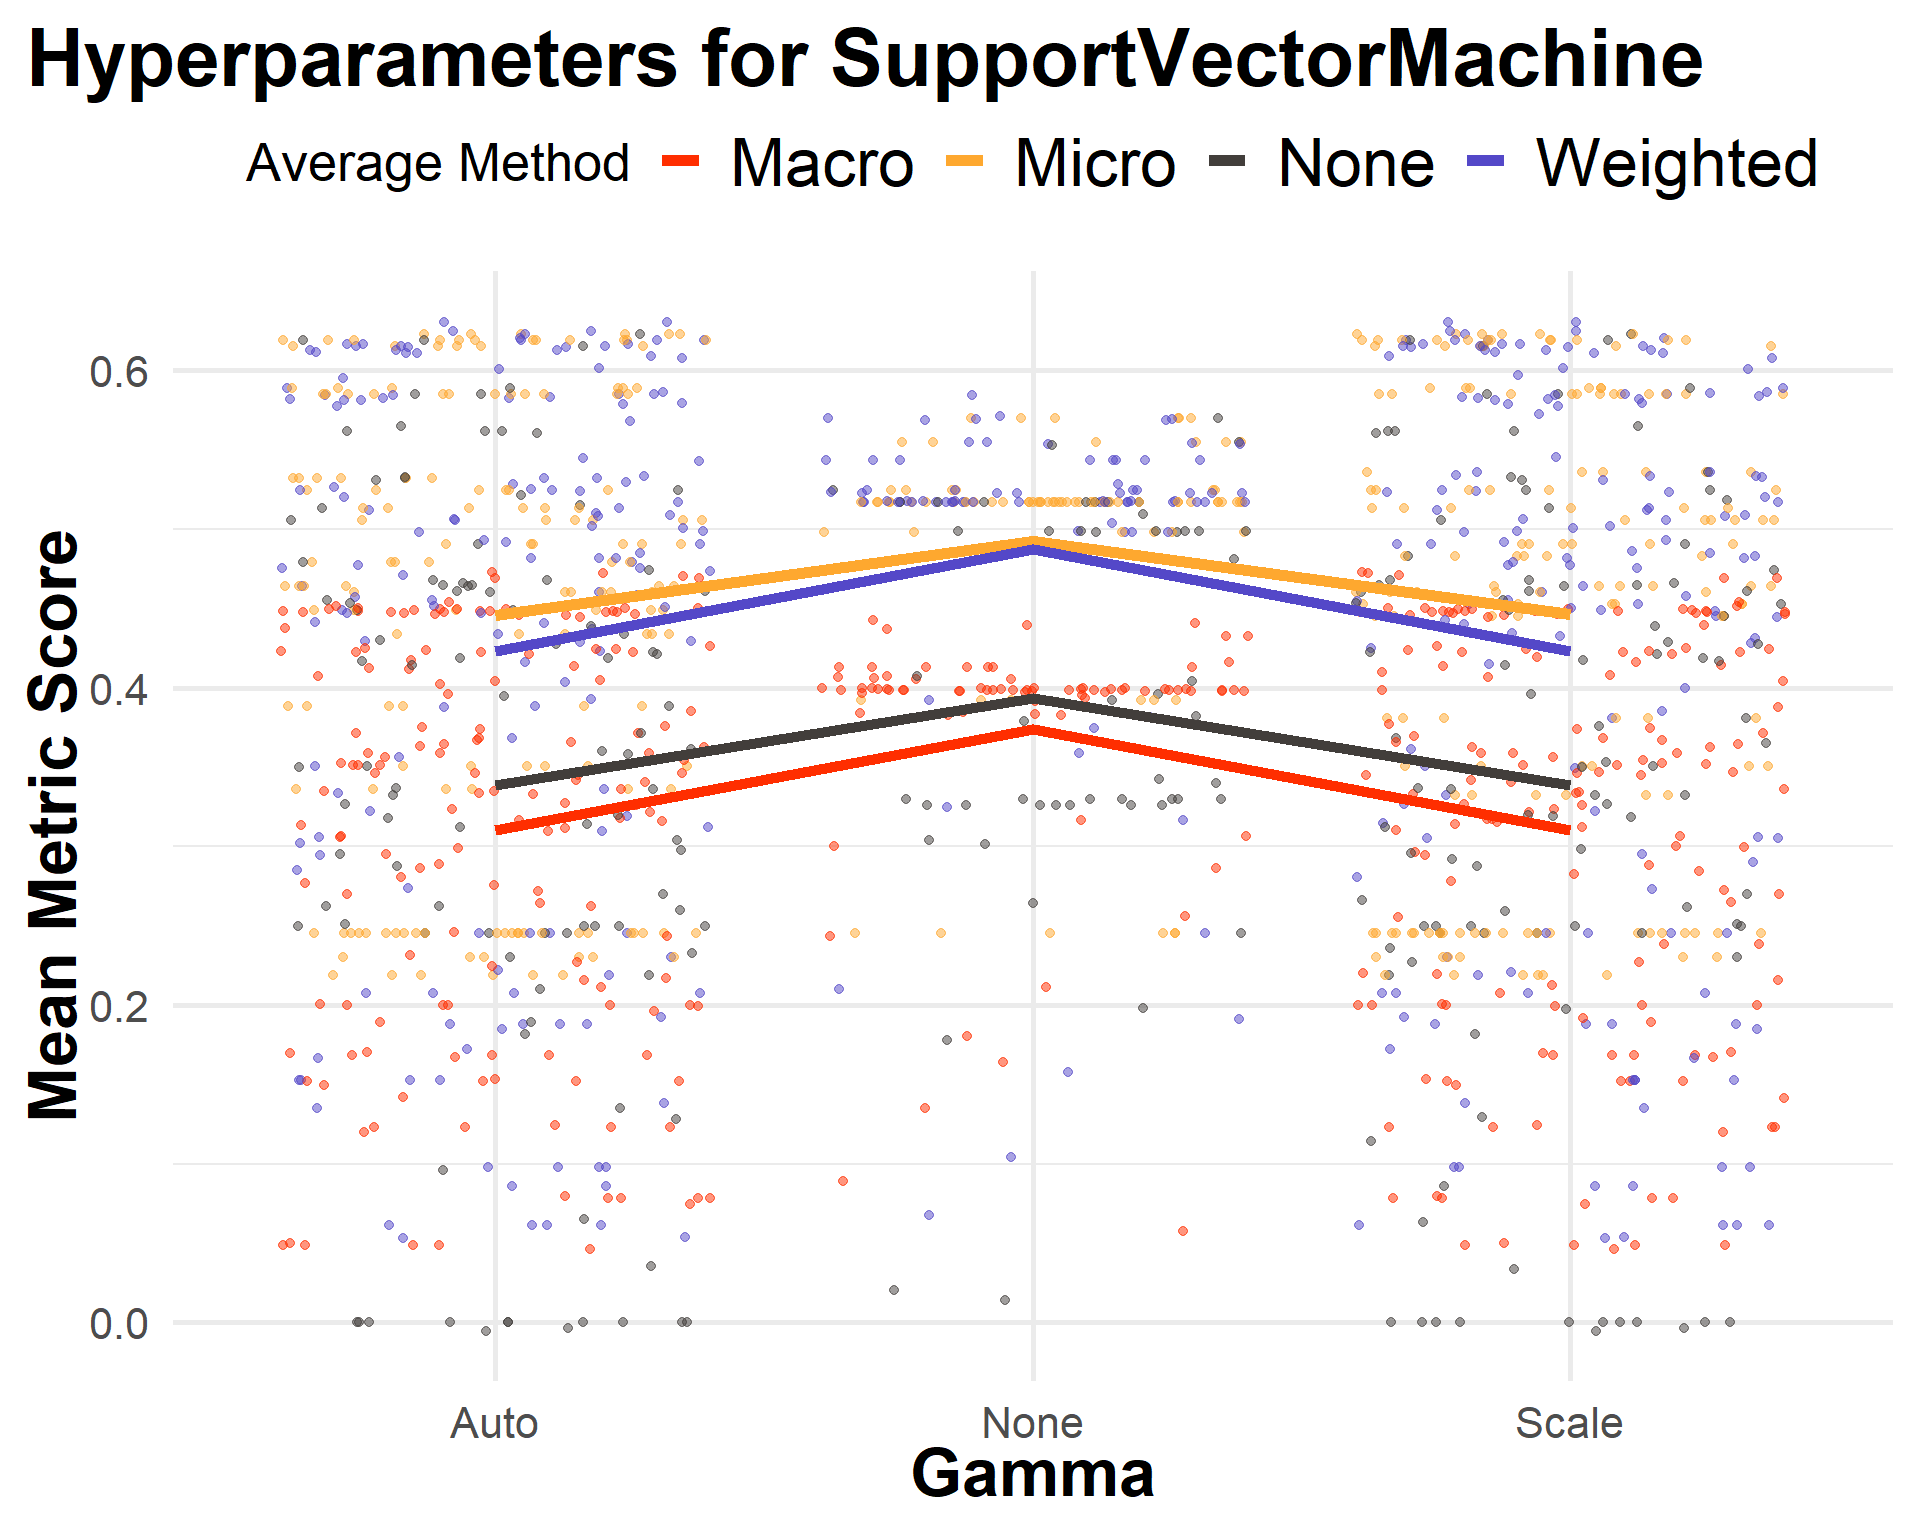 Hyperparameters for SupportVectorMachine
Average Method Macro Micro None Weighted
Mean Metric Score
0.6
0.4
0.2
0.0
Auto None Scale
Gamma